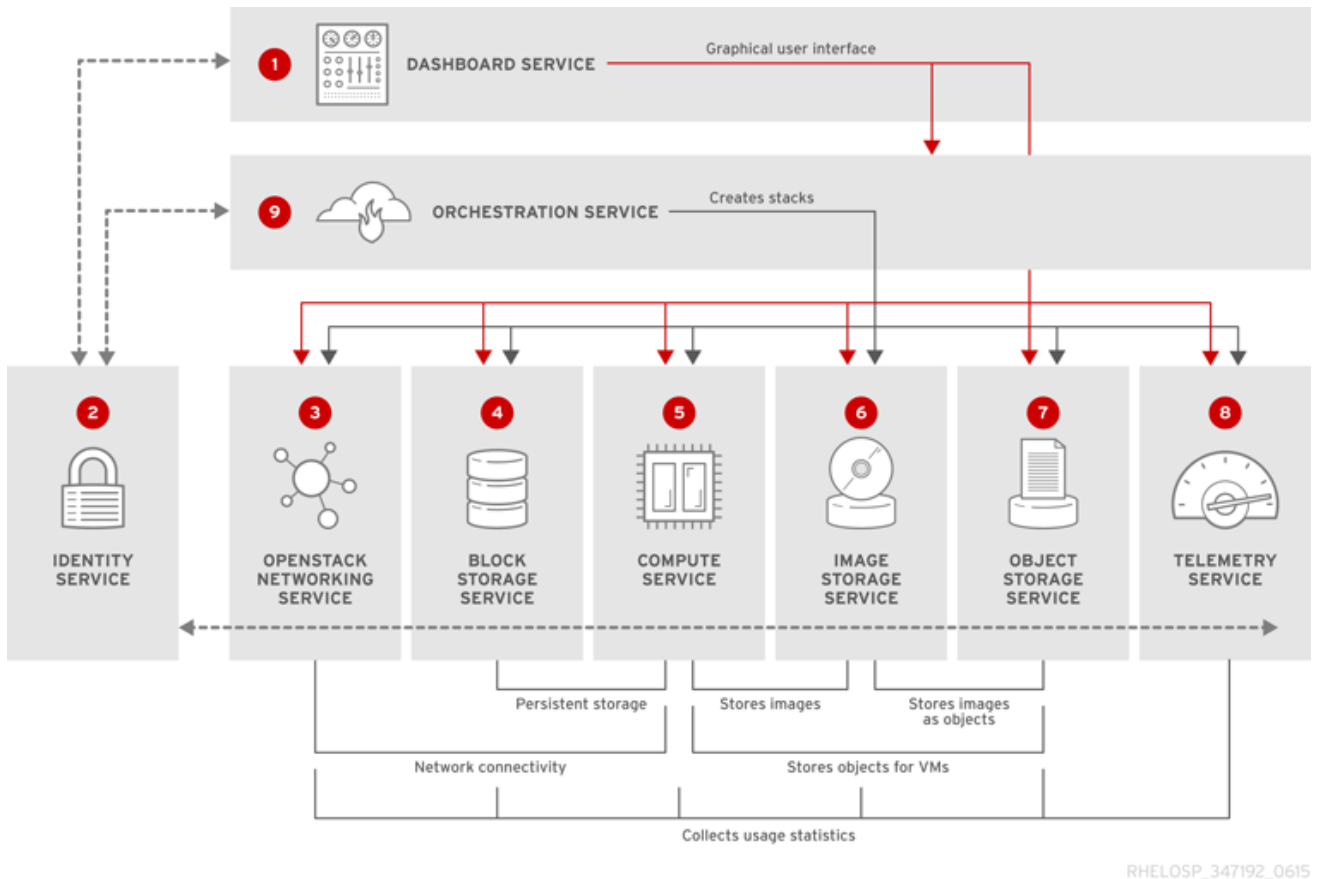 1
DASHBOARD SERVICE
Graphical user interface
9
ORCHESTRATION SERVICE
Creates stacks
2
IDENTITY
SERVICE
3
OPENSTACK
NETWORKING
SERVICE
4
BLOCK
STORAGE
SERVICE
5
COMPUTE
SERVICE
6
IMAGE
STORAGE
SERVICE
7
OBJECT
STORAGE
SERVICE
8
TELEMETRY
SERVICE
Persistent storage
Stores images
Stores images
as objects
Network connectivity
Stores objects for VMs
Collects usage statistics
RHELOSP_347192_0615